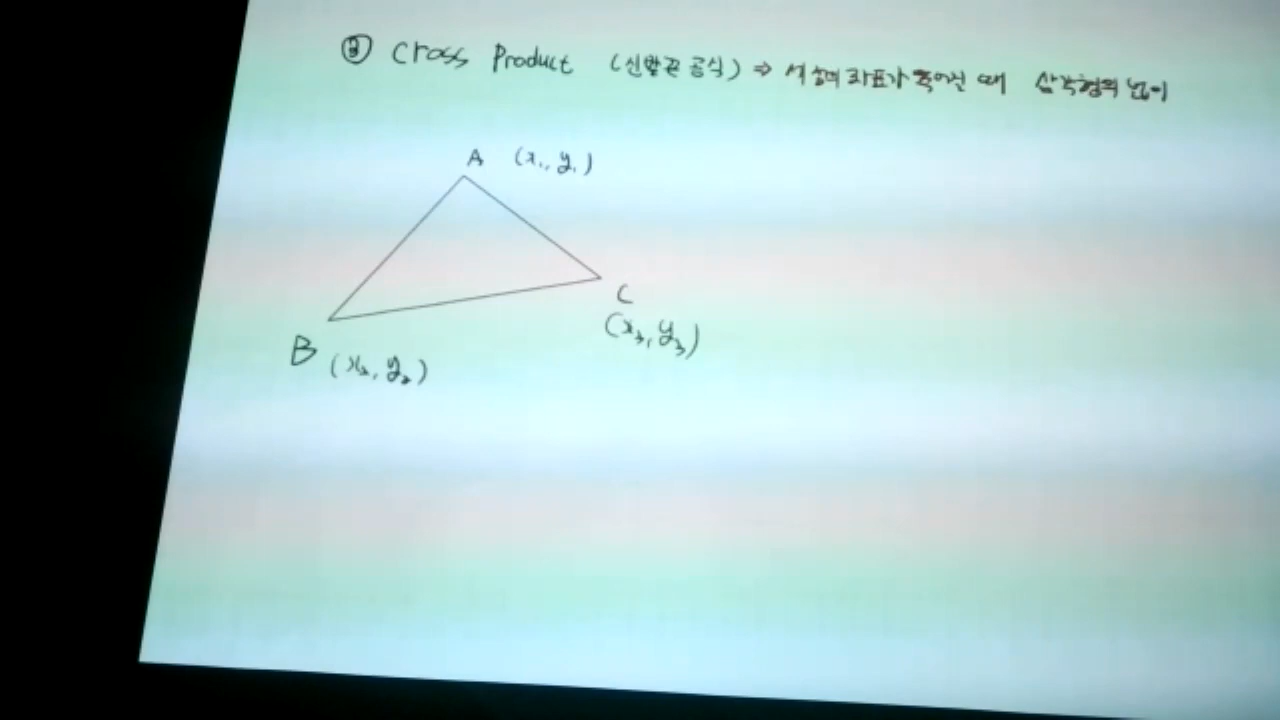 ② Cross Product (신발끈 공식) ⇒ 세 점의 좌표가 주어진 때 삼각형의 넓이
A (x₁, y₁)
C
(x₃, y₃)
B (x₂, y₂)